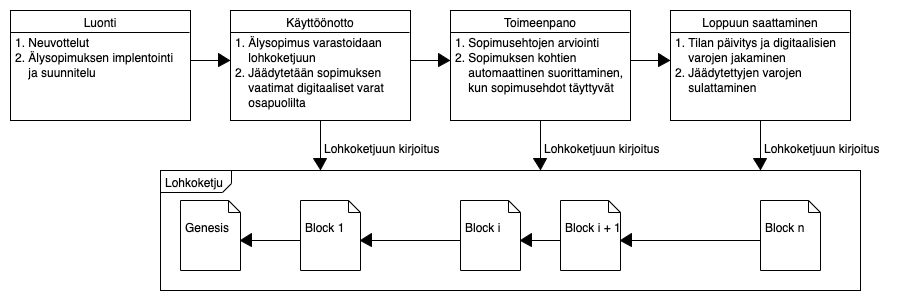 Luonti
1. Neuvottelut
2. Älysopimuksen implentointi
ja suunnitelu
Käyttöönotto
1. Älysopimus varastoidaan
lohkoketjuun
2. Jäädytetään sopimuksen
vaatimat digitaaliset varat
osapuolilta
Toimeenpano
1. Sopimusehtojen arviointi
2. Sopimuksen kohtien
automaattinen suorittaminen,
kun sopimusehdot täyttyvät
Loppuun saattaminen
1. Tilan päivitys ja digitaalisien
varojen jakaminen
2. Jäädytettyjen varojen
sulattaminen
Lohkoketjuun kirjoitus
Lohkoketjuun kirjoitus
Lohkoketjuun kirjoitus
Lohkoketju
Genesis
Block 1
Block i
Block i + 1
Block n